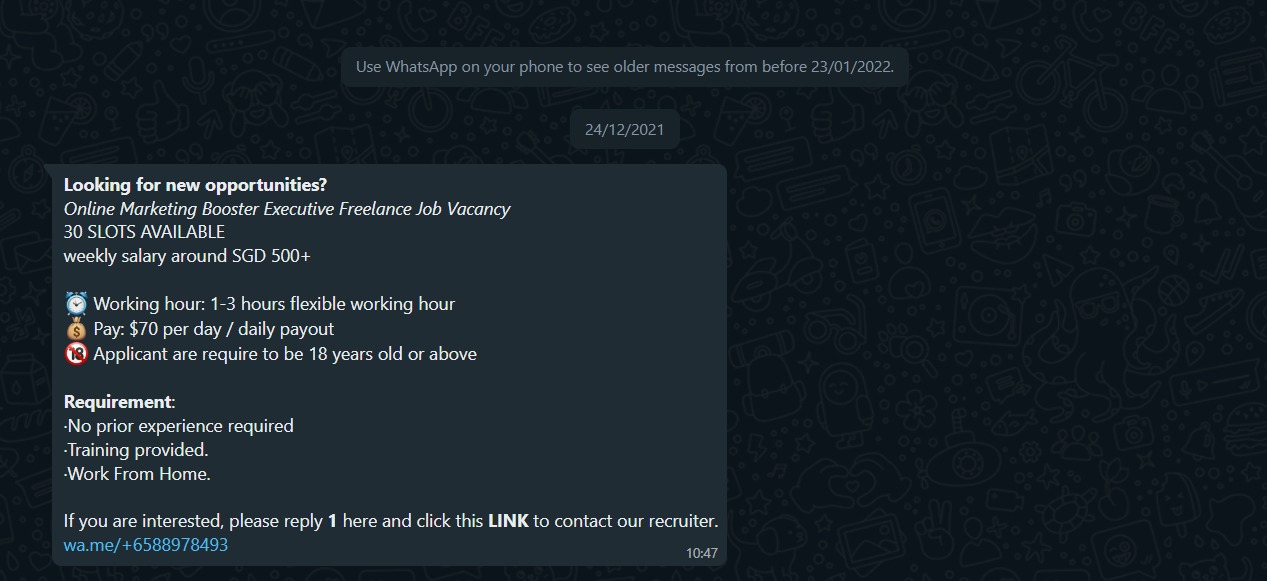 Use WhatsApp on your phone to see older messages from before 23/01/2022.
24/12/2021
Looking for new opportunities?
Online Marketing Booster Executive Freelance Job Vacancy
30 SLOTS AVAILABLE
weekly salary around SGD 500+
⏰ Working hour: 1-3 hours flexible working hour
💰 Pay: $70 per day / daily payout
🔞 Applicant are require to be 18 years old or above
Requirement:
·No prior experience required
·Training provided.
·Work From Home.
If you are interested, please reply 1 here and click this LINK to contact our recruiter.
wa.me/+6588978493
10:47